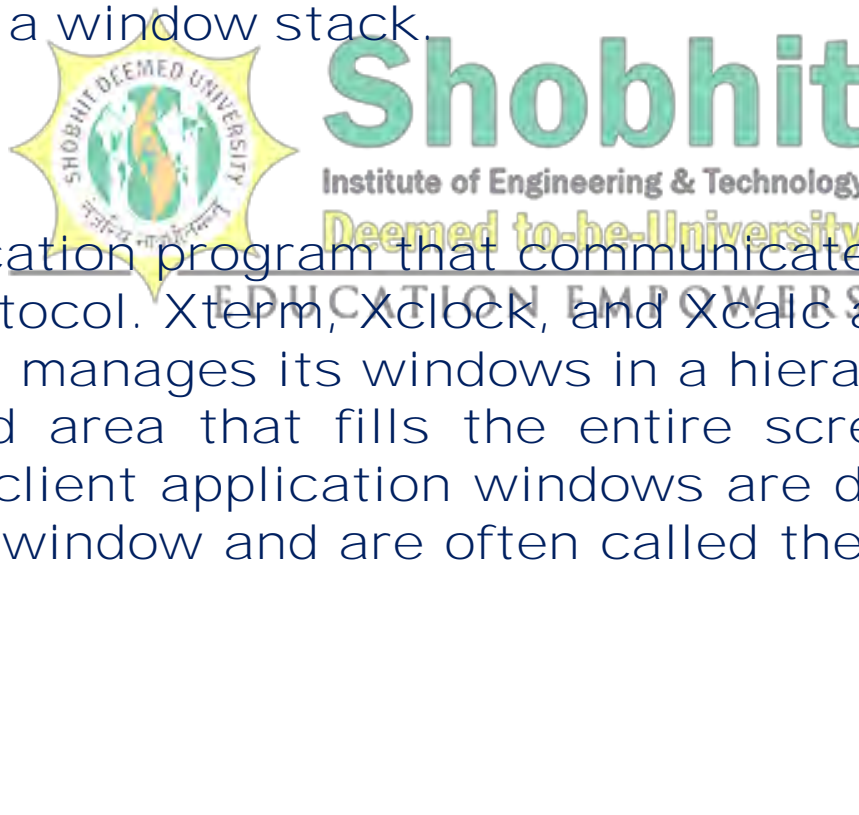 a window stack.
SHOBHIT DEEMED UNIVERSITY
Shobhit
Institute of Engineering & Technology
Deemed to-be-University
cation program that communicate
EDUCATION EMPOWERS
tocol. Xterm, Xclock, and Xcalc a
manages its windows in a hiera
d area that fills the entire scre
client application windows are d
window and are often called the